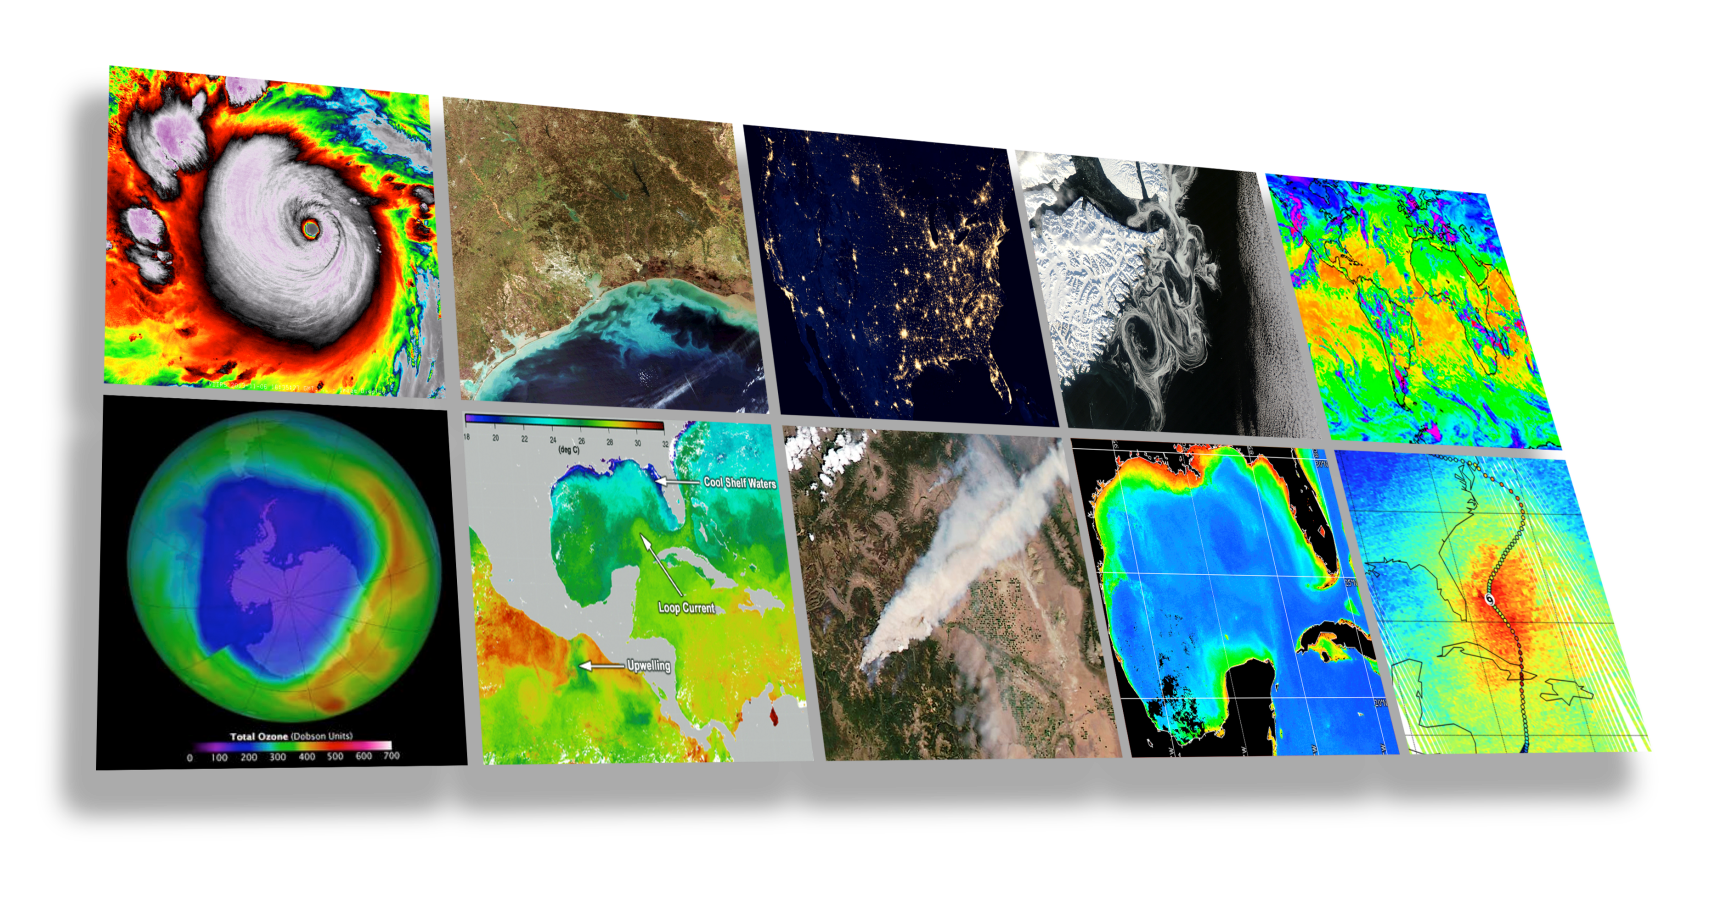 18 20 22 24 26 28 30 32
(deg C)
Cool Shelf Waters
Loop Current
Upwelling
Total Ozone (Dobson Units)
0 100 200 300 400 500 600 700